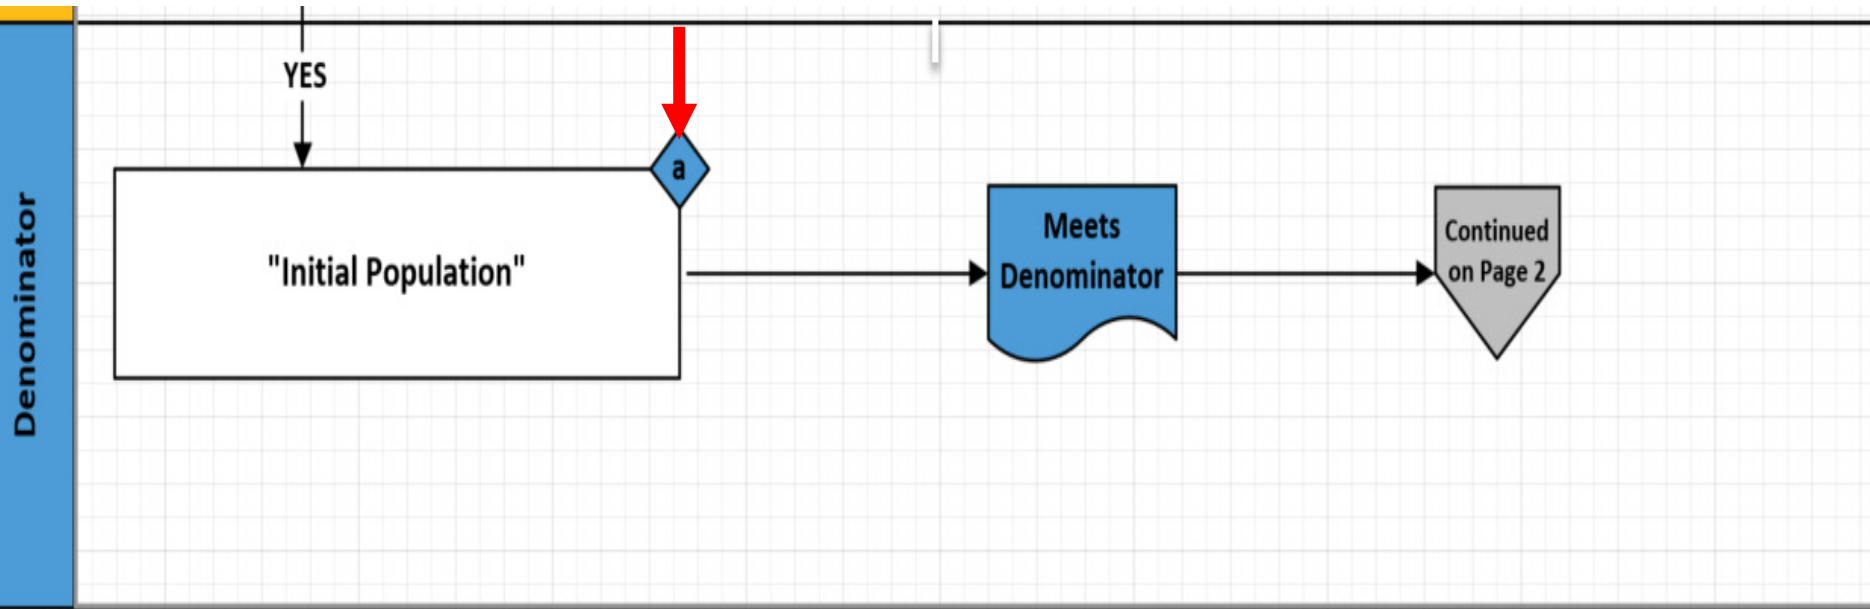 Denominator
YES
a
"Initial Population"
Meets
Denominator
Continued
on Page 2